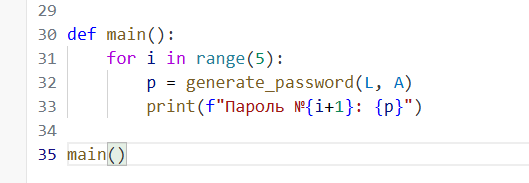 29
30 def main():
31     for i in range(5):
32         p = generate_password(L, A)
33         print(f"Пароль №{i+1}: {p}")
34
35 main()